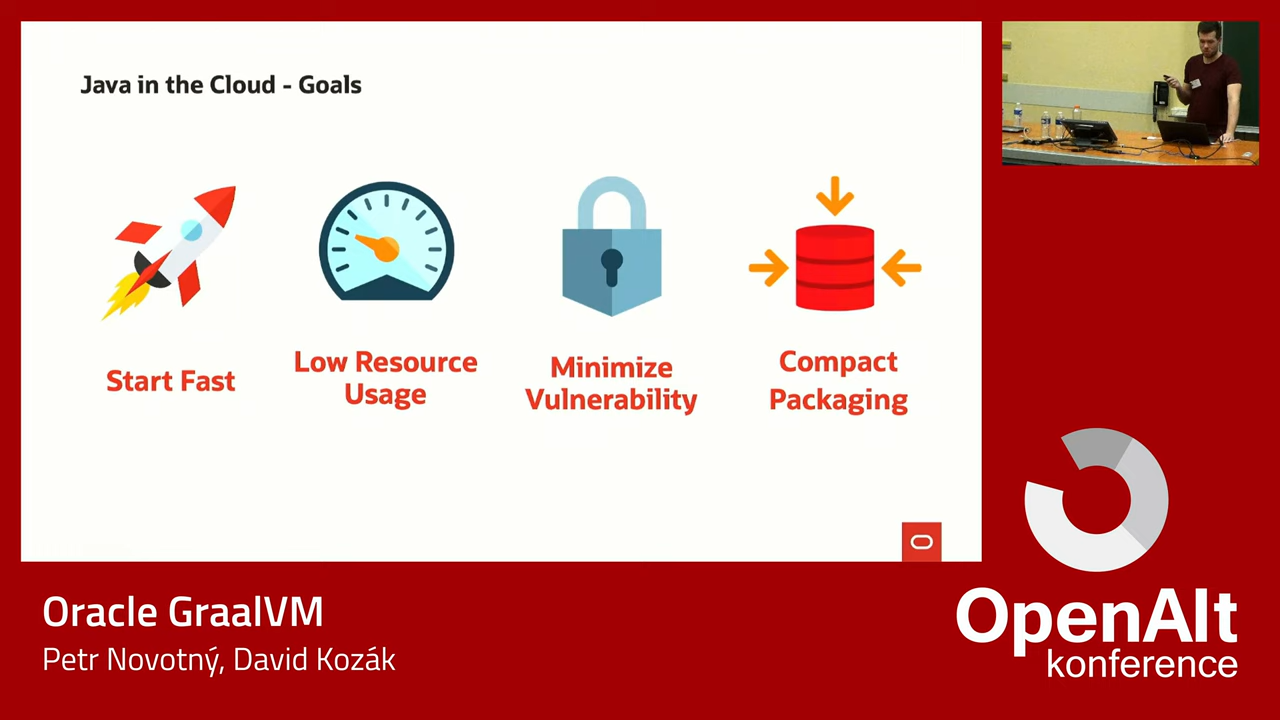 Java in the Cloud - Goals
Start Fast
Low Resource
Usage
Minimize
Vulnerability
Compact
Packaging
Oracle GraalVM
Petr Novotný, David Kozák
OpenAlt
konference